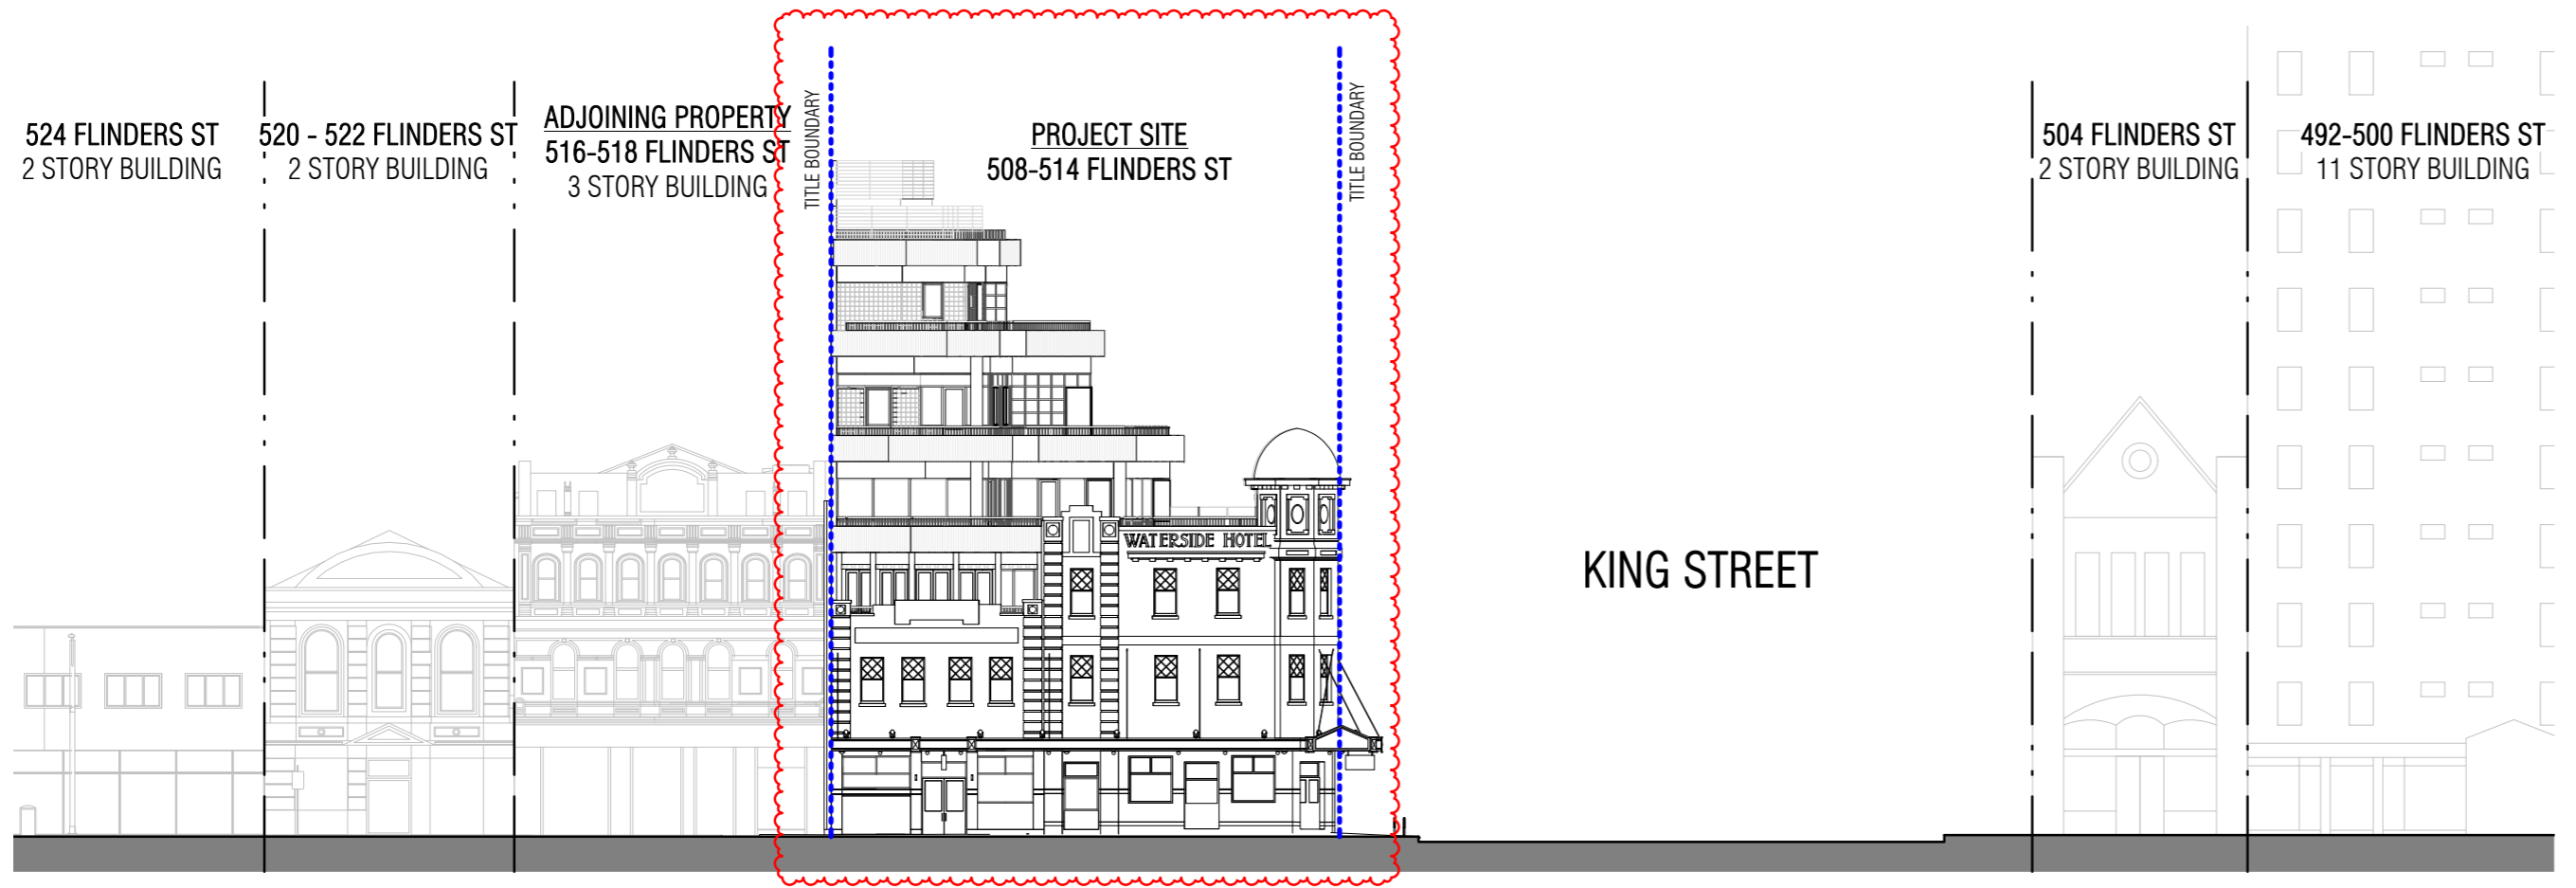 524 FLINDERS ST
2 STORY BUILDING
520 - 522 FLINDERS ST
2 STORY BUILDING
ADJOINING PROPERTY
516-518 FLINDERS ST
3 STORY BUILDING
TITLE BOUNDARY
PROJECT SITE
508-514 FLINDERS ST
TITLE BOUNDARY
504 FLINDERS ST
2 STORY BUILDING
492-500 FLINDERS ST
11 STORY BUILDING
WATERSIDE HOTEL
KING STREET